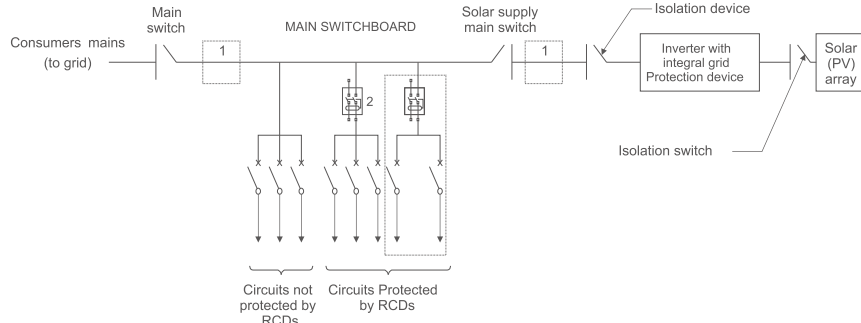 Main
switch
MAIN SWITCHBOARD
Solar supply
main switch
Isolation device
Consumers mains
(to grid)
1
1
Inverter with
integral grid
Protection device
Solar
(PV)
array
2
Isolation switch
Circuits not
protected by
RCDs
Circuits Protected
by RCDs